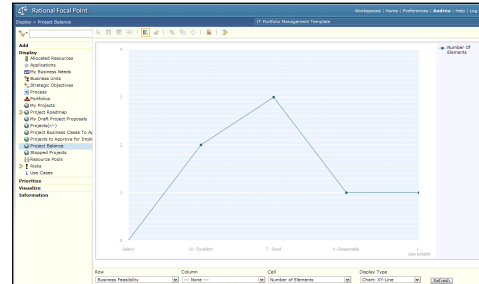 Rational Focal Point
Workspaces | Home | Preferences | Andrea | Help | Log
Display > Project Balance
IT Portfolio Management Template
Add
Display
Allocated Resources
Applications
My Business Needs
Business Units
Strategic Objectives
Process
Portfolios
My Projects
Project Roadmap
My Draft Project Proposals
Projects(+/-)
Project Business Cases To Ap
Projects to Approve for Imple
Project Balance
Stopped Projects
Resource Pools
Risks
Use Cases
Prioritize
Visualize
Information
4
3
2
1
0
-Select-
10 - Excellent
7 - Good
4 - Reasonable
1
Less suitable
Number Of
Elements
Row
Column
Cell
Display Type
Business Feasibility
--- None ---
Number of Elements
Chart: XY-Line
Refresh